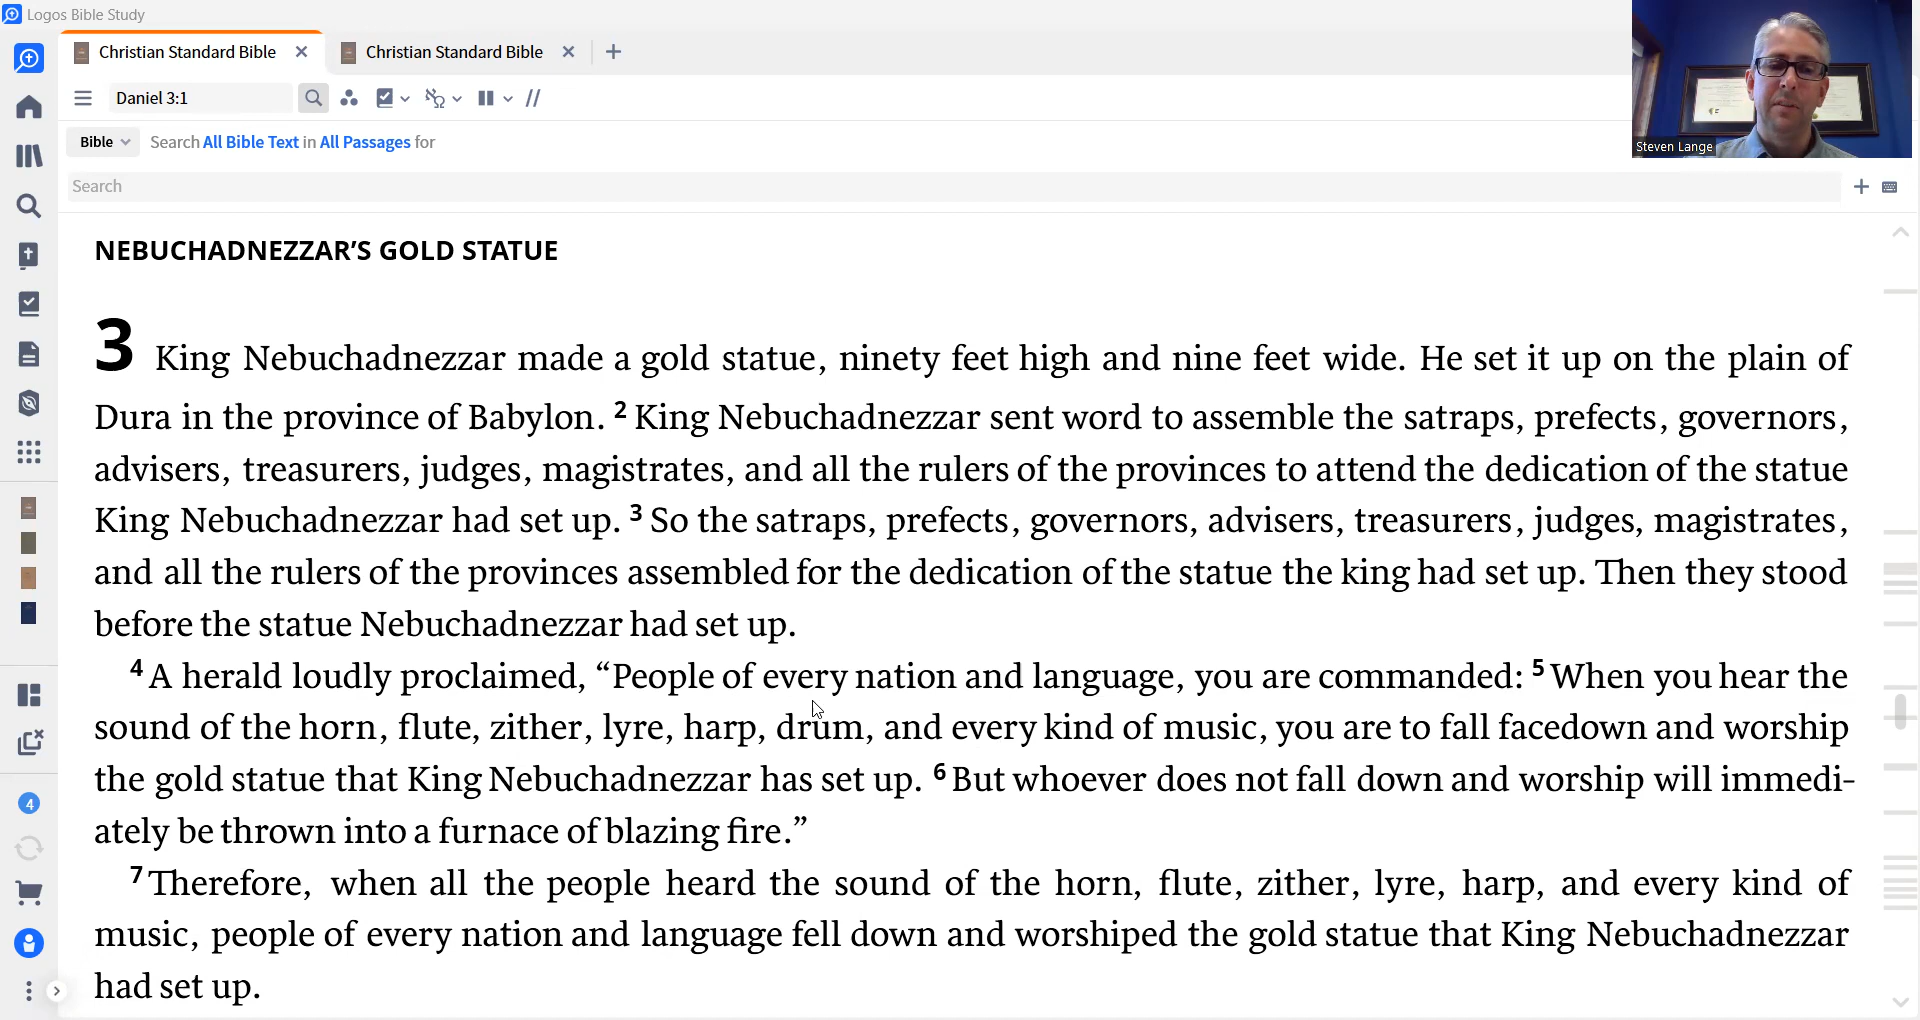 Logos Bible Study
Christian Standard Bible
Christian Standard Bible
Daniel 3:1
Bible Search All Bible Text in All Passages for
Search
Steven Lange
NEBUCHADNEZZAR’S GOLD STATUE
3 King Nebuchadnezzar made a gold statue, ninety feet high and nine feet wide. He set it up on the plain of
Dura in the province of Babylon. 2 King Nebuchadnezzar sent word to assemble the satraps, prefects, governors,
advisers, treasurers, judges, magistrates, and all the rulers of the provinces to attend the dedication of the statue
King Nebuchadnezzar had set up. 3 So the satraps, prefects, governors, advisers, treasurers, judges, magistrates,
and all the rulers of the provinces assembled for the dedication of the statue the king had set up. Then they stood
before the statue Nebuchadnezzar had set up.
4 A herald loudly proclaimed, “People of every nation and language, you are commanded: 5 When you hear the
sound of the horn, flute, zither, lyre, harp, drum, and every kind of music, you are to fall facedown and worship
the gold statue that King Nebuchadnezzar has set up. 6 But whoever does not fall down and worship will immedi-
ately be thrown into a furnace of blazing fire.”
7 Therefore, when all the people heard the sound of the horn, flute, zither, lyre, harp, and every kind of
music, people of every nation and language fell down and worshiped the gold statue that King Nebuchadnezzar
had set up.
4